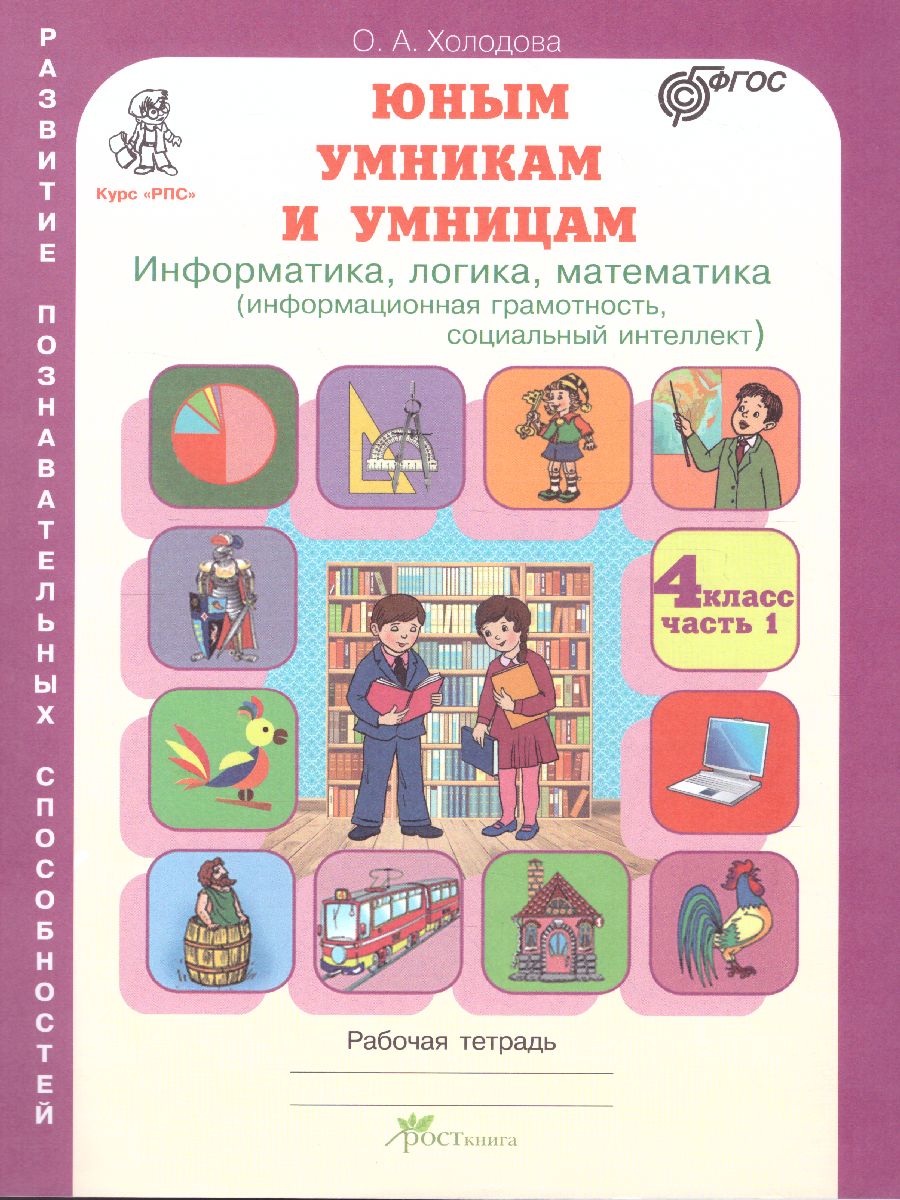 О. А. Холодова
ФГОС
ЮНЫМ
УМНИКАМ
И УМНИЦАМ
Курс «РПС»
Информатика, логика, математика
(информационная грамотность,
социальный интеллект)
РАЗВИТИЕ ПОЗНАВАТЕЛЬНЫХ СПОСОБНОСТЕЙ
4 класс
часть 1
Рабочая тетрадь
РОСТкнига